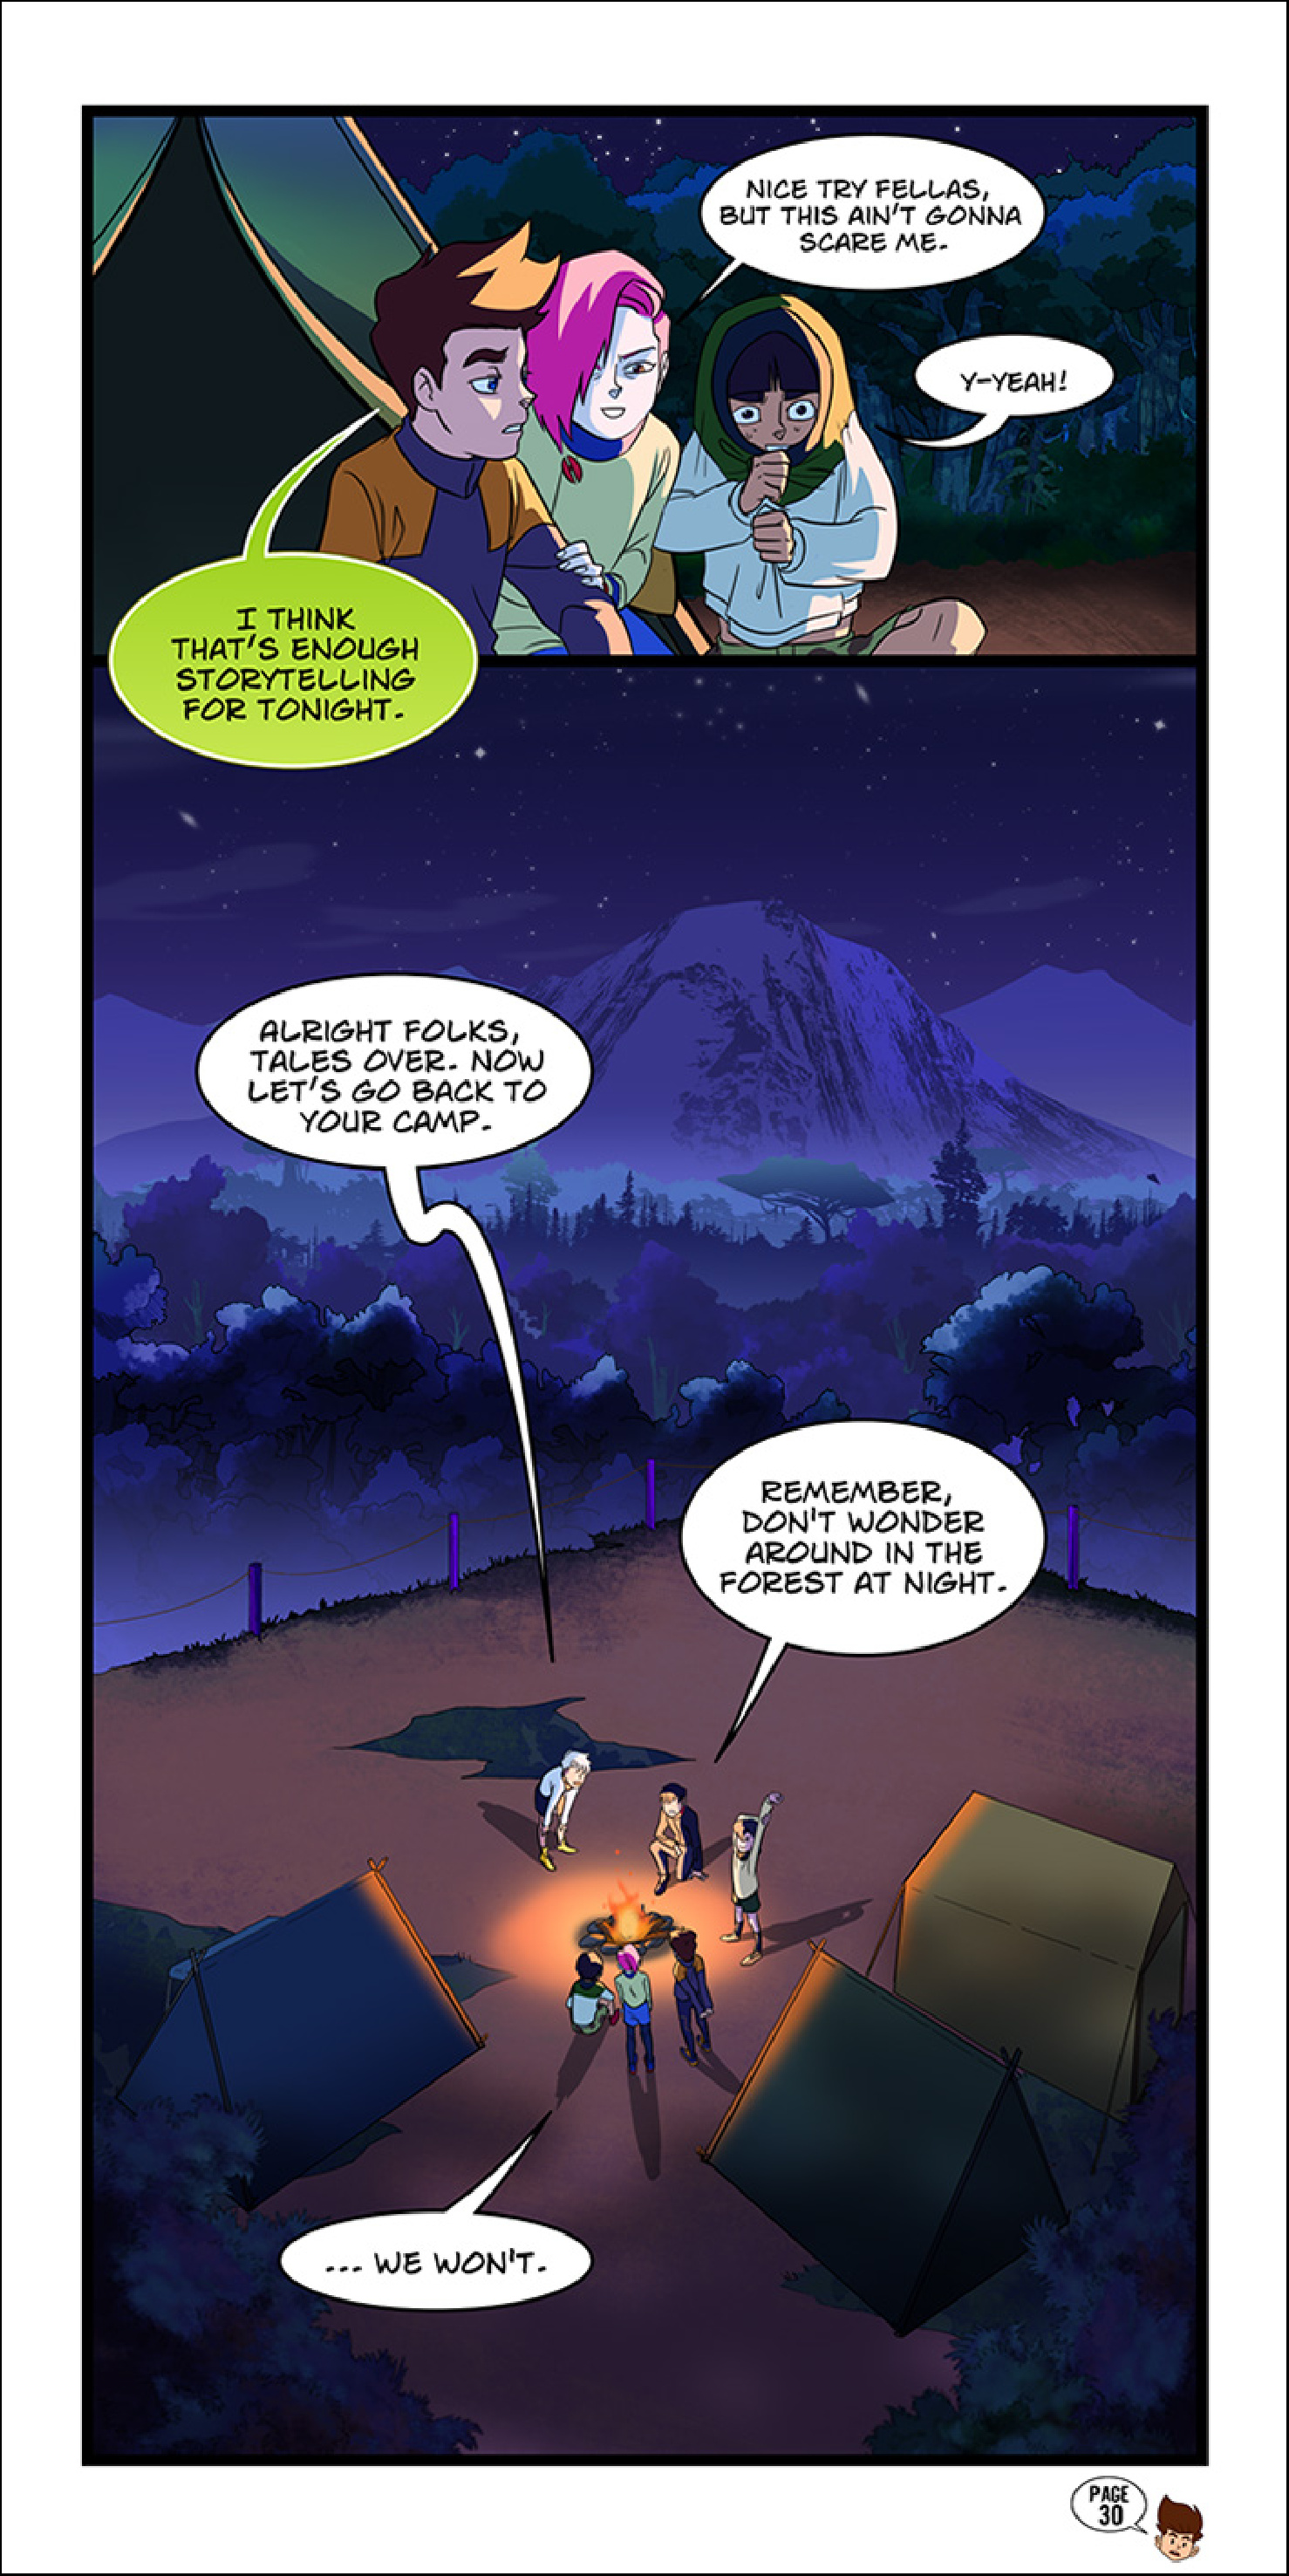 NICE TRY FELLAS,
BUT THIS AIN'T GONNA
SCARE ME.
Y-YEAH!
I THINK
THAT'S ENOUGH
STORYTELLING
FOR TONIGHT.
ALRIGHT FOLKS,
TALES OVER. NOW
LET'S GO BACK TO
YOUR CAMP.
REMEMBER,
DON'T WONDER
AROUND IN THE
FOREST AT NIGHT.
... WE WON'T.
PAGE
30